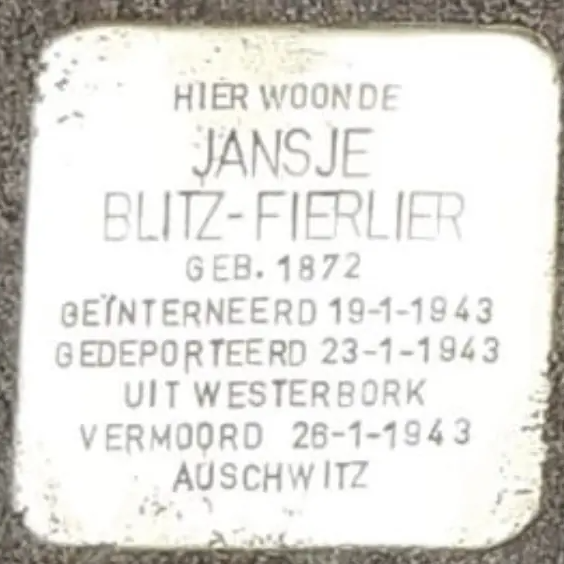 HIER WOONDE
JANSJE
BLITZ-FIERLIER
GEB. 1872
GEÏNTERNEERD 19-1-1943
GEDEPORTEERD 23-1-1943
UIT WESTERBORK
VERMOORD 26-1-1943
AUSCHWITZ